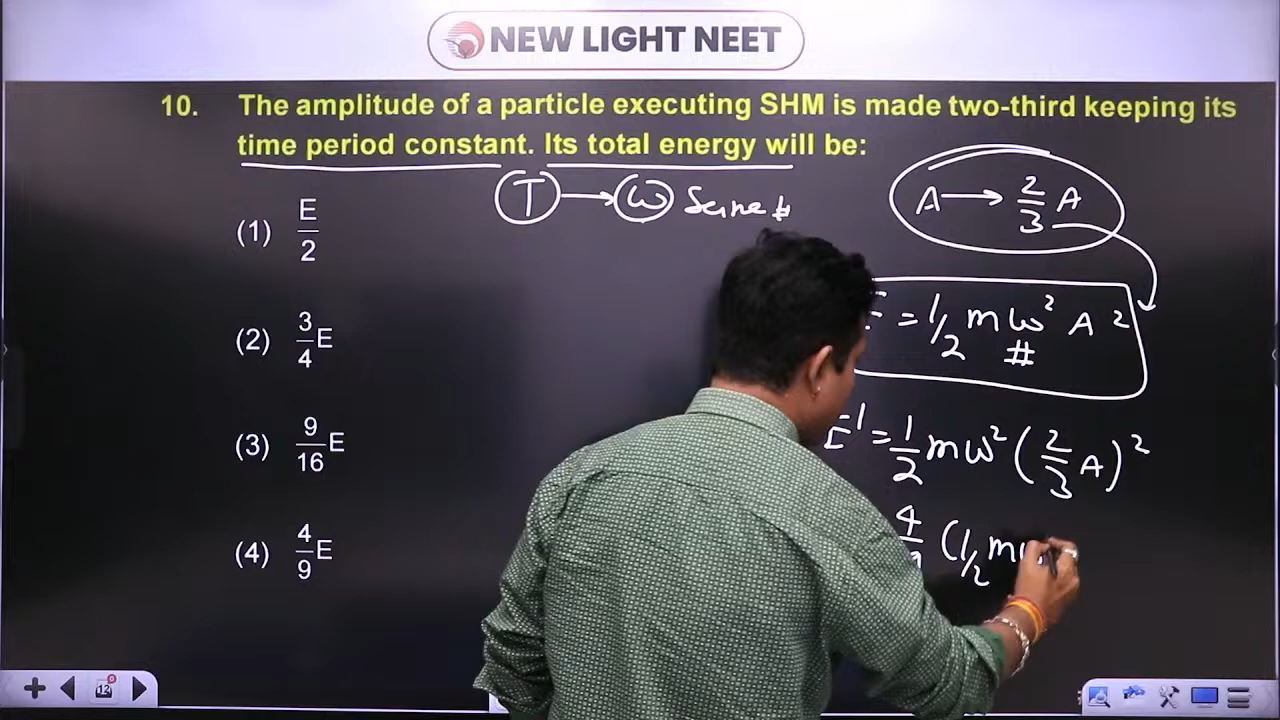 NEW LIGHT NEET
10. The amplitude of a particle executing SHM is made two-third keeping its
time period constant. Its total energy will be:
T → ω Same #
A → 2/3 A
(1) E/2
(2) 3/4 E
(3) 9/16 E
(4) 4/9 E
= 1/2 mω² A²
#
E' = 1/2 mω² (2/3 A)²
4 (1/2 m
12